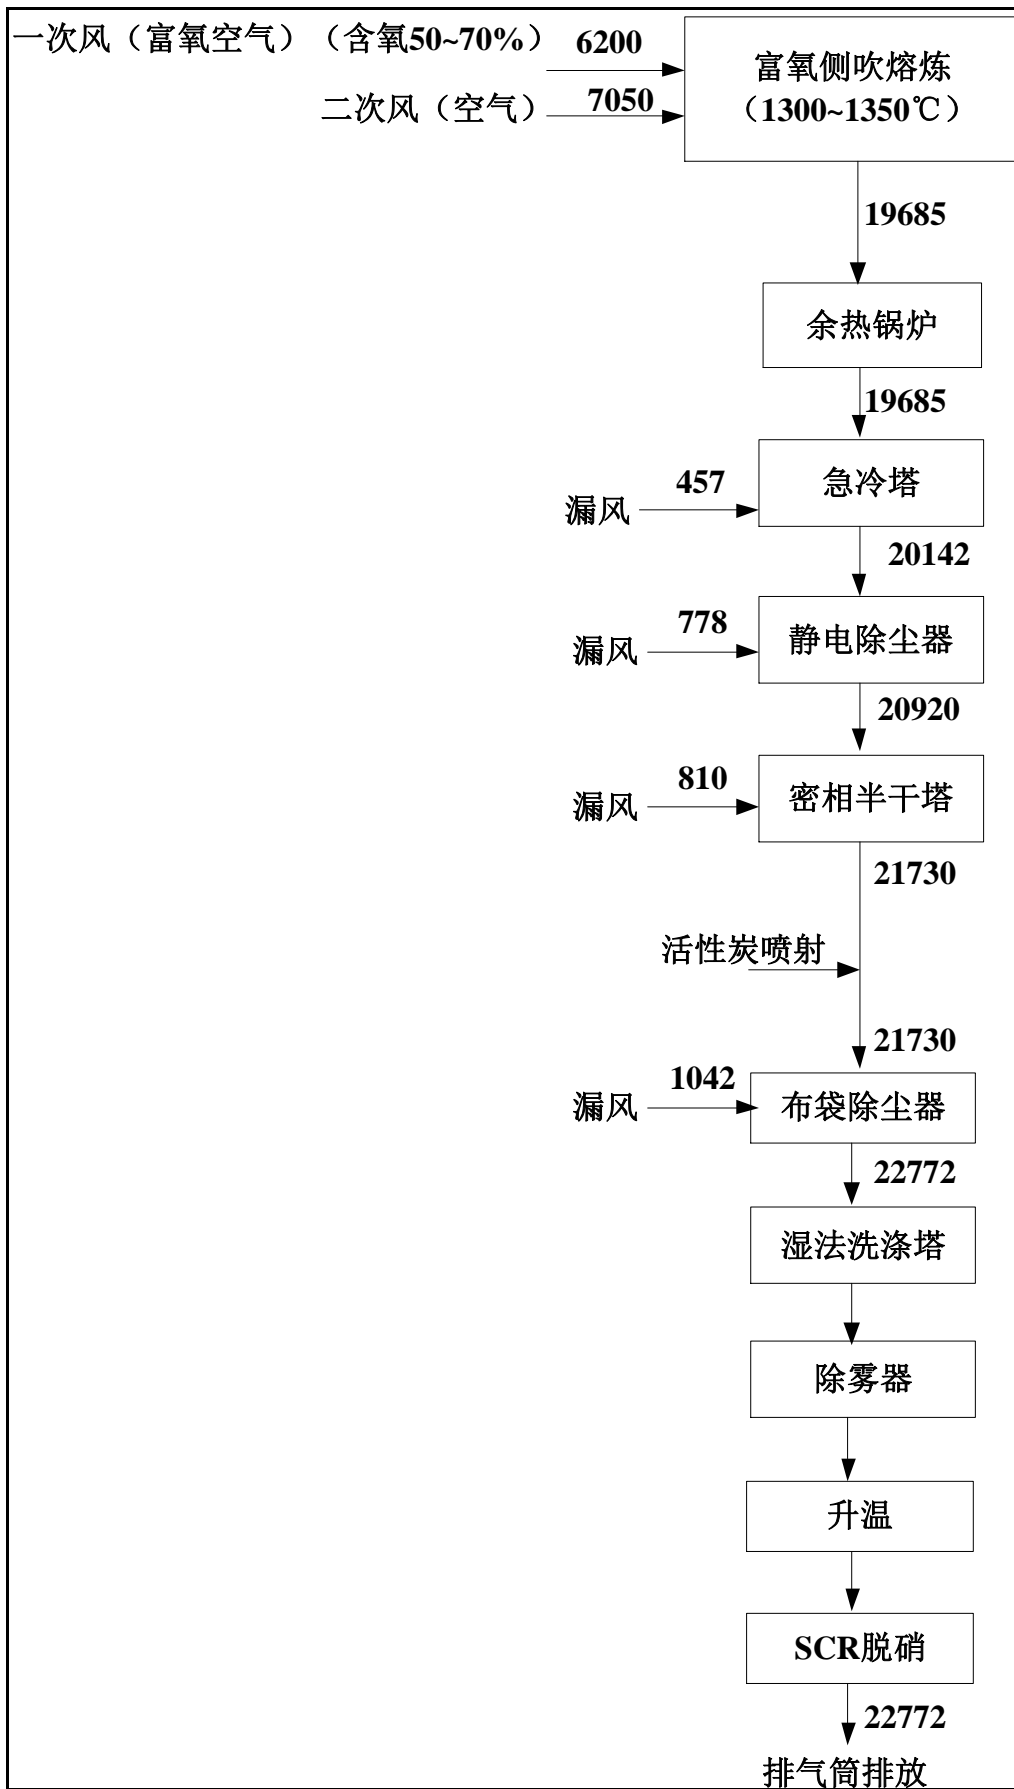 一次风（富氧空气）（含氧50~70%）
6200
富氧侧吹熔炼
（1300~1350℃）
二次风（空气）
7050
19685
余热锅炉
19685
急冷塔
457
漏风
20142
静电除尘器
778
漏风
20920
密相半干塔
810
漏风
21730
活性炭喷射
21730
布袋除尘器
1042
漏风
22772
湿法洗涤塔
除雾器
升温
SCR脱硝
22772
排气筒排放